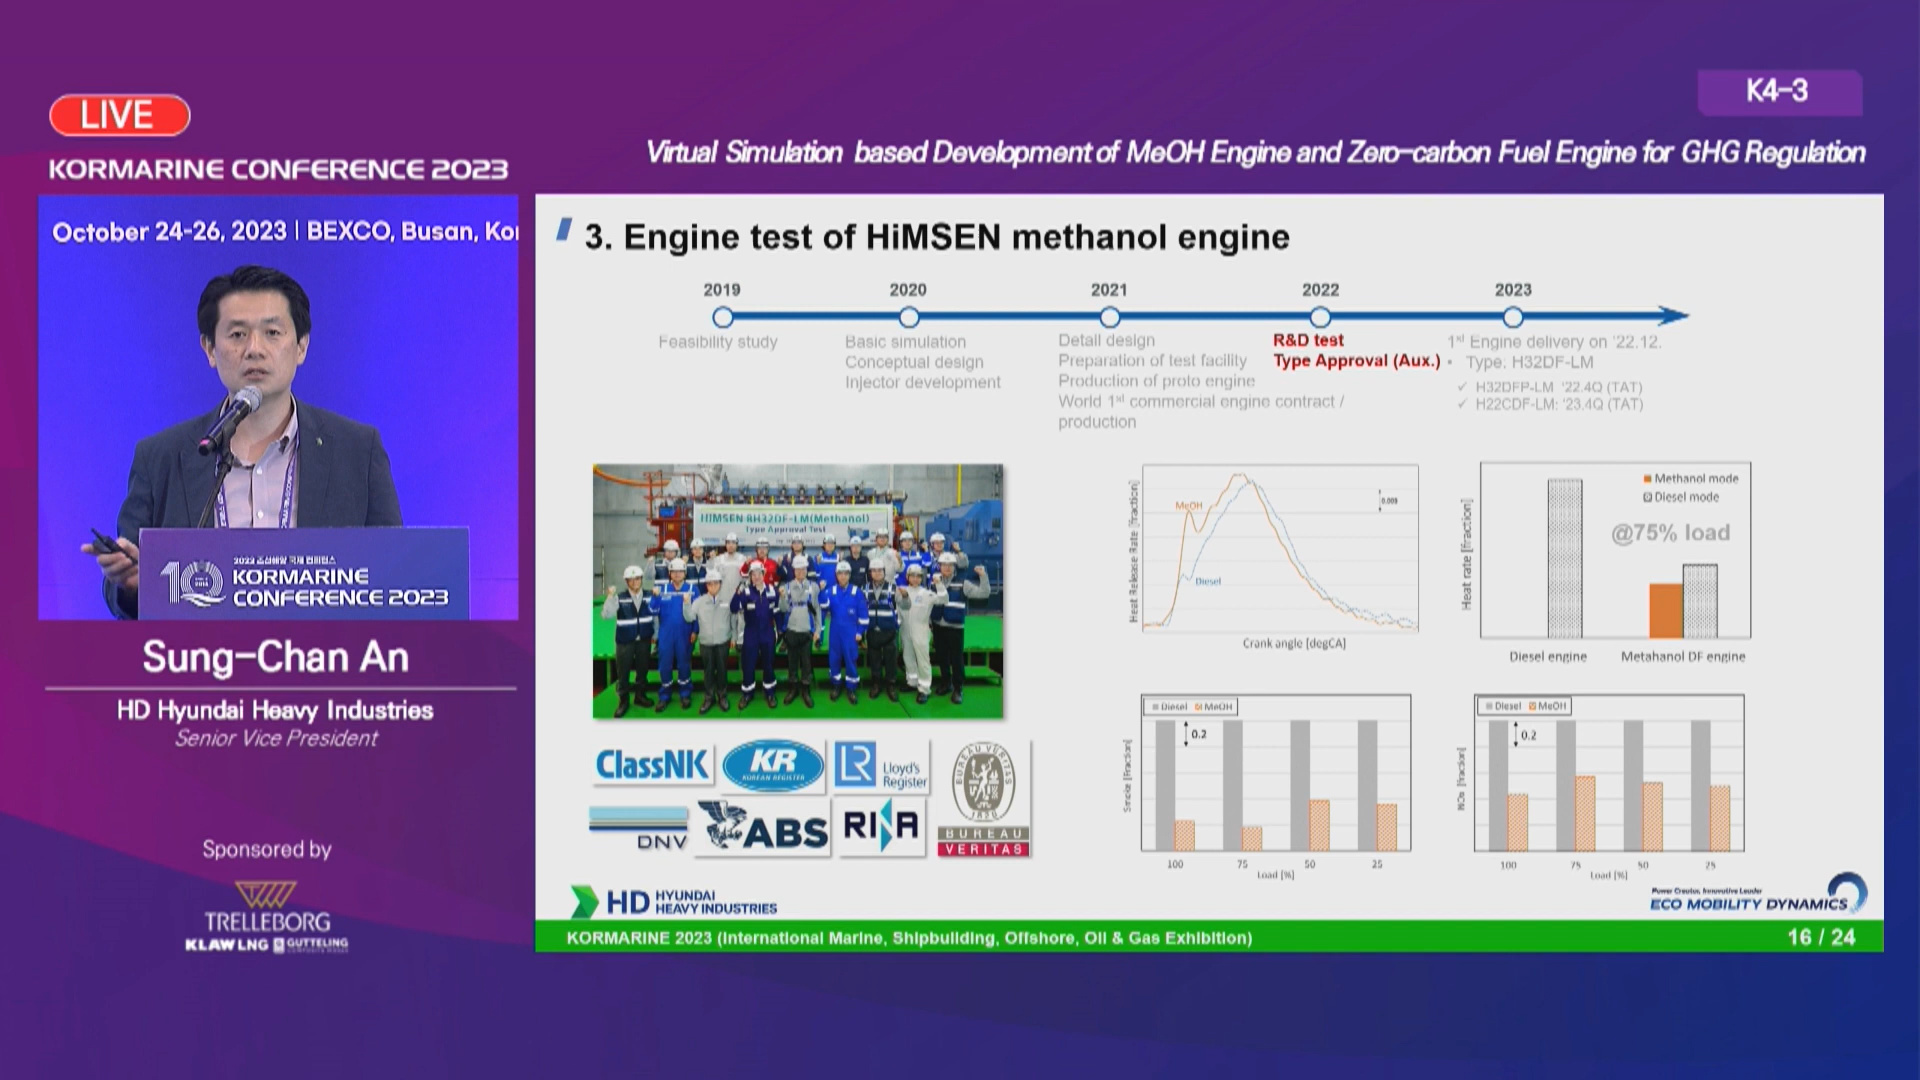 LIVE
KORMARINE CONFERENCE 2023
K4-3
Virtual Simulation based Development of MeOH Engine and Zero-carbon Fuel Engine for GHG Regulation
October 24-26, 2023 | BEXCO, Busan, Kor
10
2022 조선해양 국제 컨퍼런스
KORMARINE
CONFERENCE 2023
Sung-Chan An
HD Hyundai Heavy Industries
Senior Vice President
Sponsored by
TRELLEBORG
KLAW LNG GUTTELING
3. Engine test of HiMSEN methanol engine
2019
2020
2021
2022
2023
Feasibility study
Basic simulation
Conceptual design
Injector development
Detail design
Preparation of test facility
Production of proto engine
World 1st commercial engine contract /
production
R&D test
Type Approval (Aux.)
1st Engine delivery on '22.12.
• Type: H32DF-LM
✓ H32DFP-LM '22.4Q (TAT)
✓ H22CDF-LM: '23.4Q (TAT)
HiMSEN 8H32DF-LM(Methanol)
Type Approval Test
ClassNK
KR
KOREAN REGISTER
LR
Lloyd's
Register
BUREAU VERITAS
1828
BUREAU
VERITAS
DNV
ABS
RINA
Heat Release Rate [fraction]
MeOH
Diesel
0.005
Crank angle [degCA]
Heat rate [fraction]
Methanol mode
Diesel mode
@75% load
Diesel engine
Metahanol DF engine
Smoke [fraction]
Diesel MeOH
0.2
100 75 50 25
Load [%]
NOx [fraction]
Diesel MeOH
0.2
100 75 50 25
Load [%]
HD HYUNDAI
HEAVY INDUSTRIES
Power Creator, Innovative Leader
ECO MOBILITY DYNAMICS
KORMARINE 2023 (International Marine, Shipbuilding, Offshore, Oil & Gas Exhibition)
16 / 24